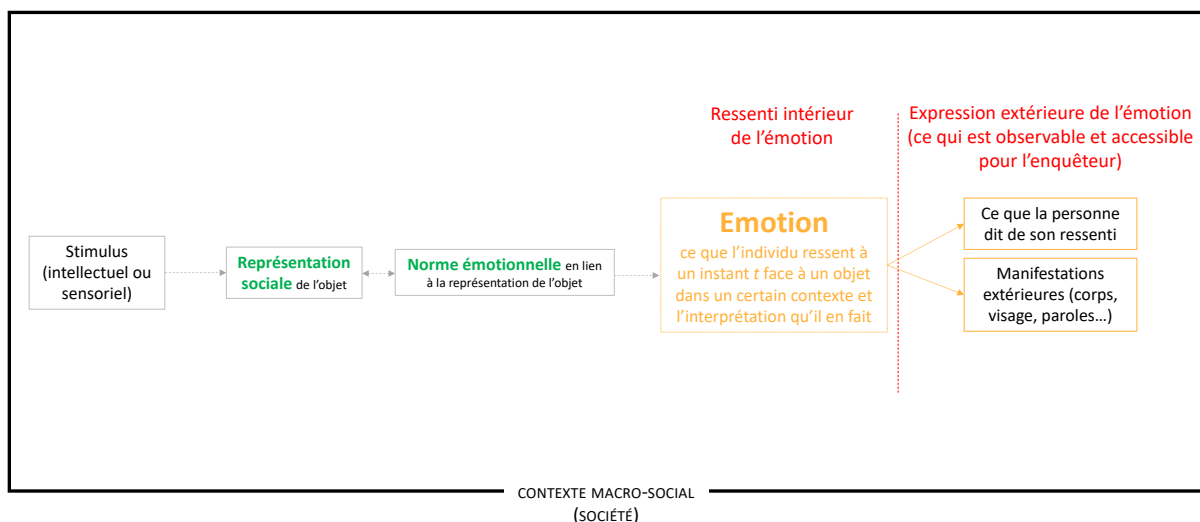 Ressenti intérieur
de l’émotion
Expression extérieure de l’émotion
(ce qui est observable et accessible
pour l’enquêteur)
Stimulus
(intellectuel ou
sensoriel)
Représentation
sociale de l’objet
Norme émotionnelle en lien
à la représentation de l’objet
Emotion
ce que l’individu ressent à
un instant t face à un objet
dans un certain contexte et
l’interprétation qu’il en fait
Ce que la personne
dit de son ressenti
Manifestations
extérieures (corps,
visage, paroles…)
CONTEXTE MACRO-SOCIAL
(SOCIÉTÉ)